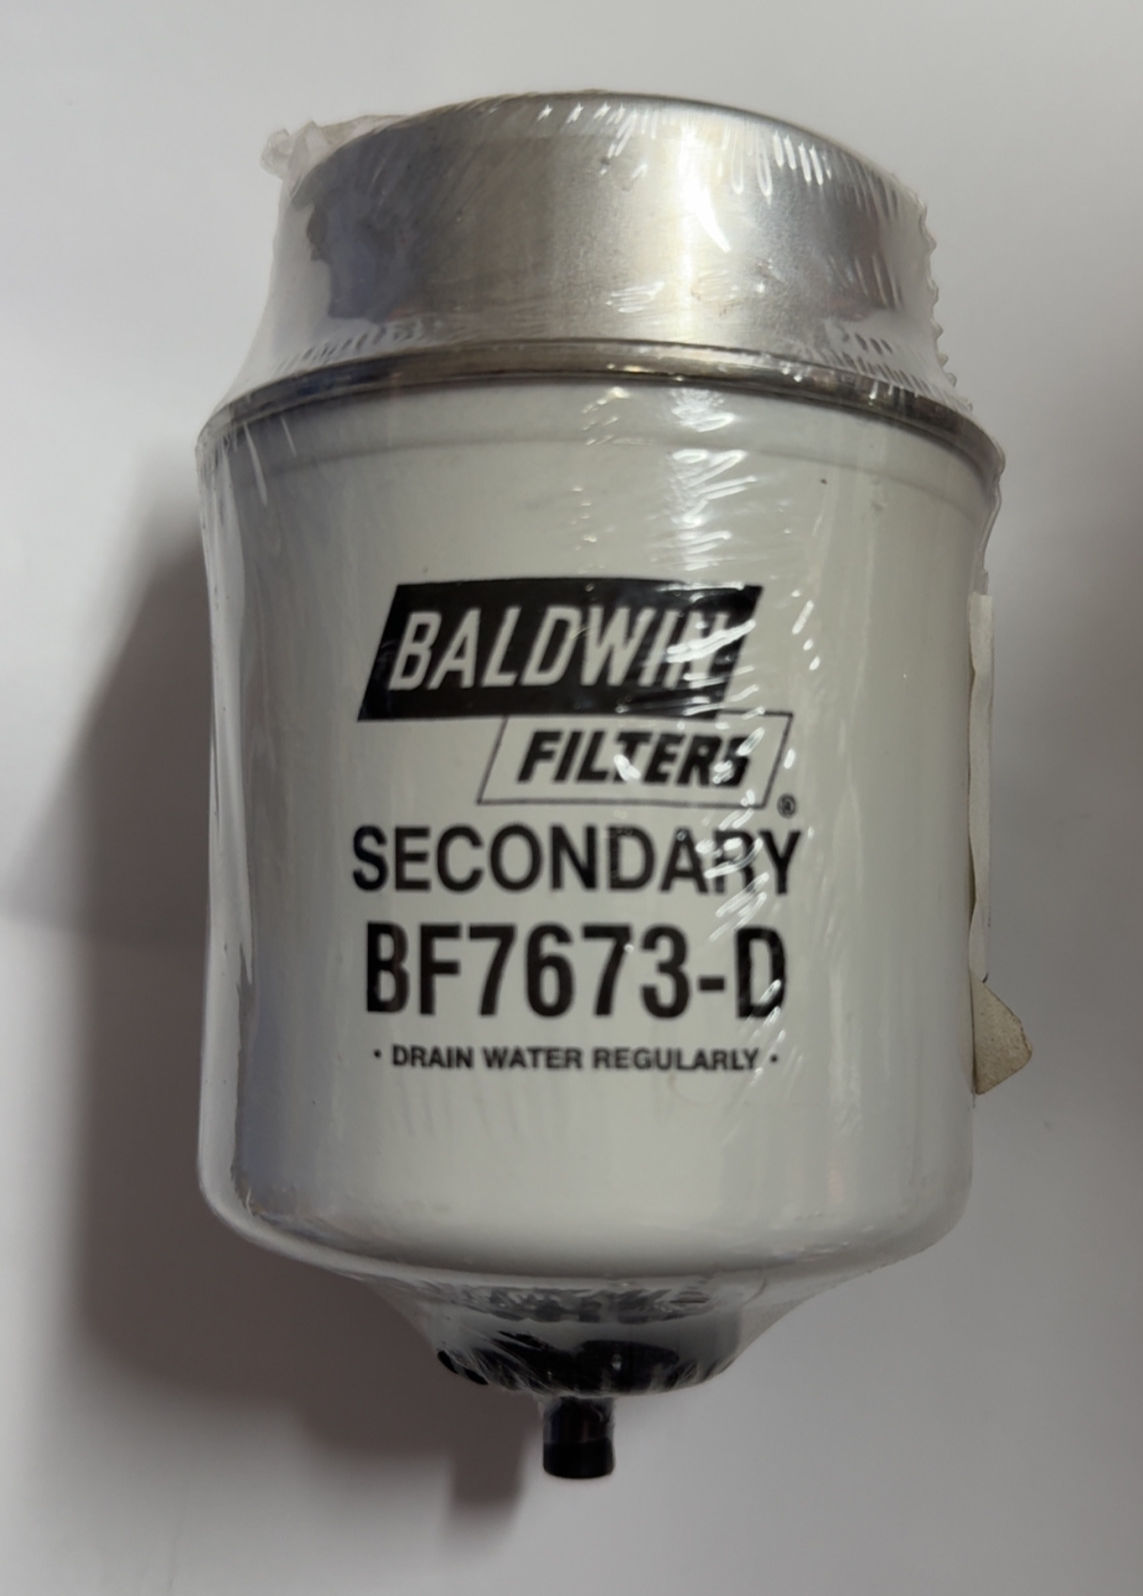 BALDWIN
FILTERS®
SECONDARY
BF7673-D
• DRAIN WATER REGULARLY •